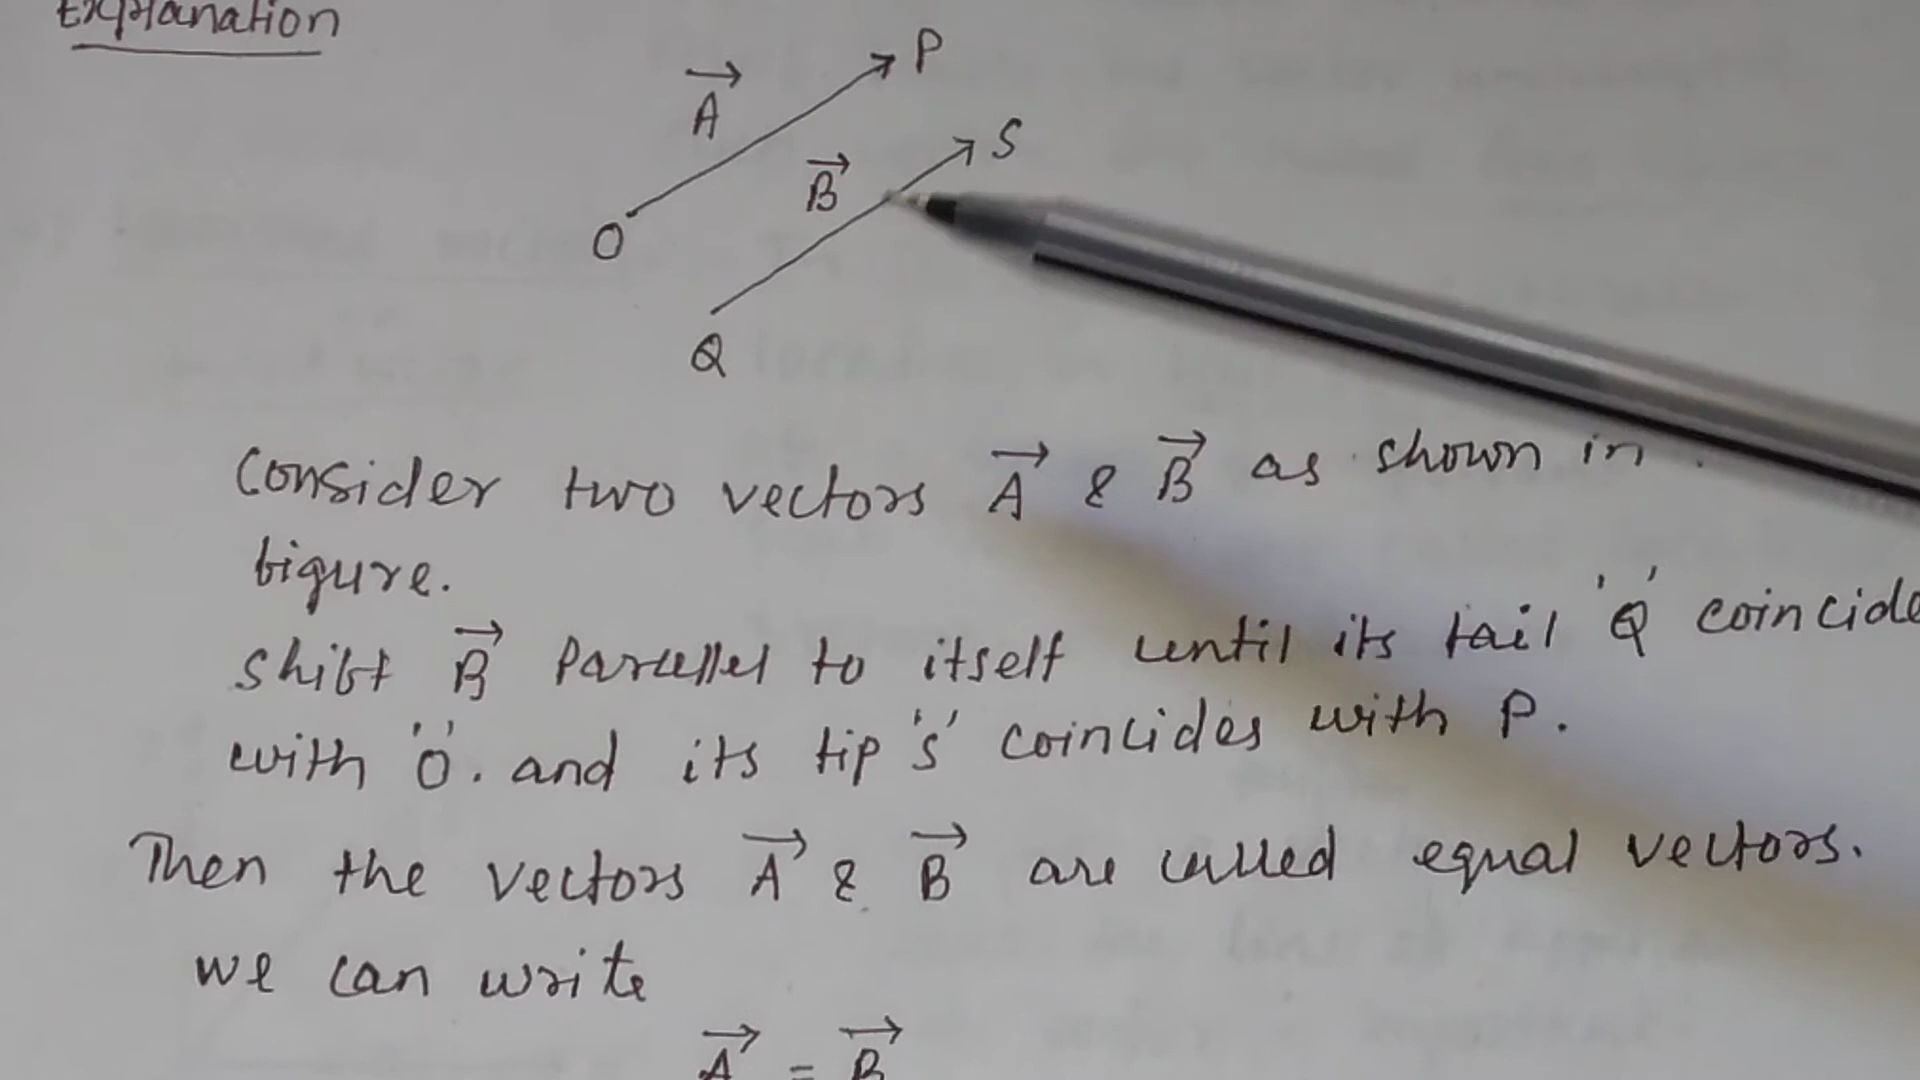 Explanation
P
A
S
B
O
Q
Consider two vectors A & B as shown in
figure.
shift B Parallel to itself until its tail 'Q' coincide
with 'O'. and its tip 's' coincides with P.
Then the vectors A & B are called equal vectors.
we can write
A = B